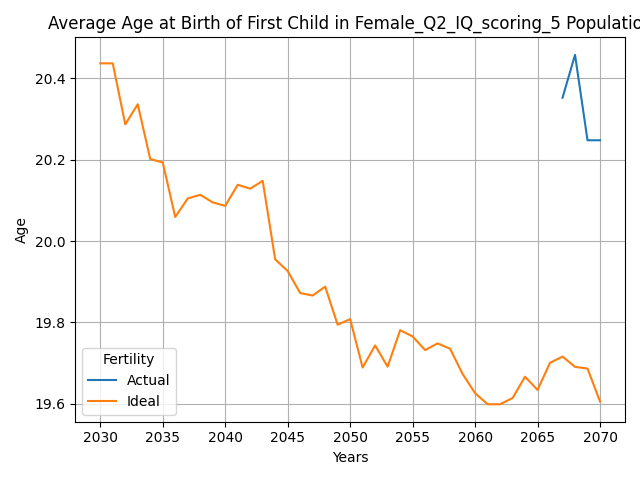 Average Age at Birth of First Child in Female_Q2_IQ_scoring_5 Populatio
20.4
20.2
20.0
19.8
19.6
Age
Fertility
Actual
Ideal
2030 2035 2040 2045 2050 2055 2060 2065 2070
Years